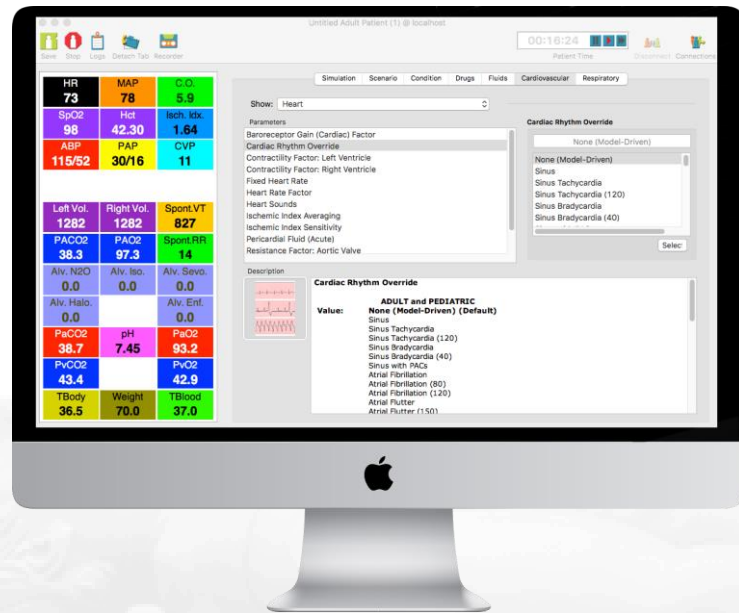 Untitled Adult Patient (1) @ localhost
Save Stop Logs Detach Tab Recorder
00:16:24
Patient Time
Disconnect Connections
HR MAP C.O.
73 78 5.9
SpO2 Hct Isch. Idx.
98 42.30 1.64
ABP PAP CVP
115/52 30/16 11
Left Vol. Right Vol. Spont.VT
1282 1282 827
PACO2 PAO2 Spont.RR
38.3 97.3 14
Alv. N2O Alv. Iso. Alv. Sevo.
0.0 0.0 0.0
Alv. Halo. Alv. Enf.
0.0 0.0
PaCO2 pH PaO2
38.7 7.45 93.2
PvCO2 PvO2
43.4 42.9
TBody Weight TBlood
36.5 70.0 37.0
Simulation Scenario Condition Drugs Fluids Cardiovascular Respiratory
Show: Heart
Parameters
Baroreceptor Gain (Cardiac) Factor
Cardiac Rhythm Override
Contractility Factor: Left Ventricle
Contractility Factor: Right Ventricle
Fixed Heart Rate
Heart Rate Factor
Heart Sounds
Ischemic Index Averaging
Ischemic Index Sensitivity
Pericardial Fluid (Acute)
Resistance Factor: Aortic Valve
Cardiac Rhythm Override
None (Model-Driven)
None (Model-Driven)
Sinus
Sinus Tachycardia
Sinus Tachycardia (120)
Sinus Bradycardia
Sinus Bradycardia (40)
Selec
Description
Cardiac Rhythm Override
ADULT and PEDIATRIC
Value: None (Model-Driven) (Default)
Sinus
Sinus Tachycardia
Sinus Tachycardia (120)
Sinus Bradycardia
Sinus Bradycardia (40)
Sinus with PACs
Atrial Fibrillation
Atrial Fibrillation (80)
Atrial Fibrillation (120)
Atrial Flutter
Atrial Flutter (150)